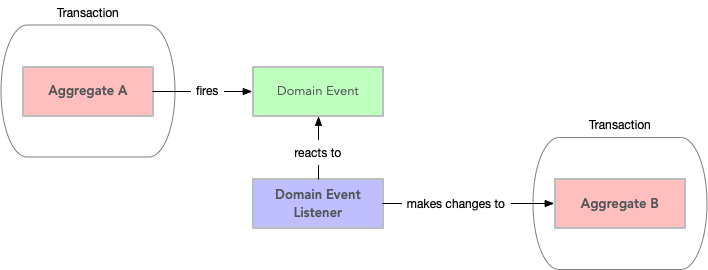 Transaction
Aggregate A
fires
Domain Event
reacts to
Transaction
Domain Event
Listener
makes changes to
Aggregate B